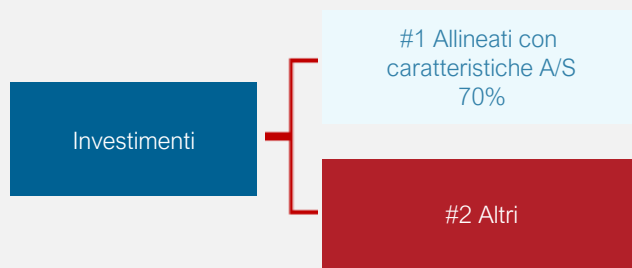 Investimenti
#1 Allineati con
caratteristiche A/S
70%
#2 Altri